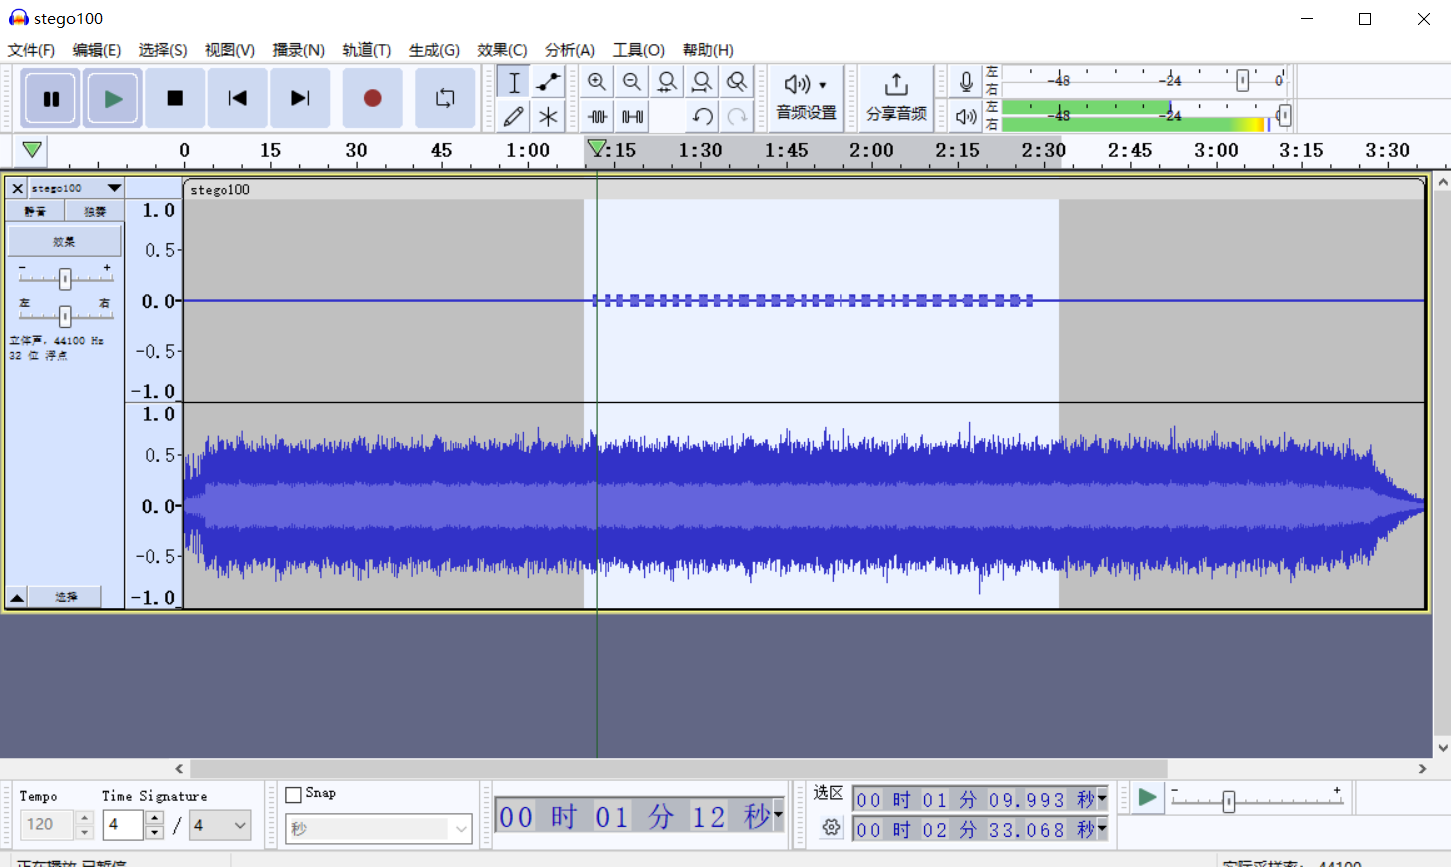 stego100
文件(F) 编辑(E) 选择(S) 视图(V) 播录(N) 轨道(T) 生成(G) 效果(C) 分析(A) 工具(O) 帮助(H)
音频设置
分享音频
左
右
-48 -24 0
左
右
-48 -24
0 15 30 45 1:00 1:15 1:30 1:45 2:00 2:15 2:30 2:45 3:00 3:15 3:30
stego100
stego100
静音 独奏
效果
- +
左 右
立体声, 44100 Hz
32 位 浮点
选择
1.0
0.5
0.0
-0.5
-1.0
1.0
0.5
0.0
-0.5
-1.0
Tempo
120
Time Signature
4 / 4
Snap
秒
00 时 01 分 12 秒
选区
00 时 01 分 09.993 秒
00 时 02 分 33.068 秒
- +
正在播放 已暂停
实际采样率: 44100